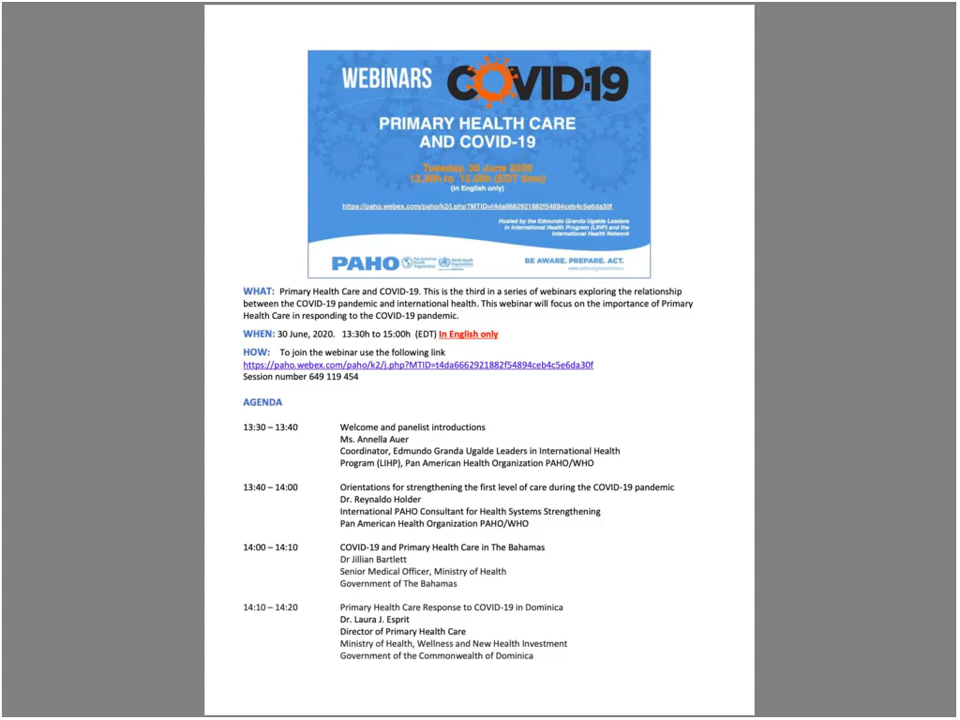 WEBINARS COVID-19
PRIMARY HEALTH CARE
AND COVID-19
Tuesday, 30 June 2020
13.30h to 15.00h (EDT time)
(In English only)
https://paho.webex.com/paho/k2/j.php?MTID=t4da6662921882f54894ceb4c5e6da30f
Hosted by the Edmundo Granda Ugalde Leaders
in International Health Program (LIHP) and the
International Health Network
PAHO Pan American Health Organization World Health Organization
BE AWARE. PREPARE. ACT.
WHAT: Primary Health Care and COVID-19. This is the third in a series of webinars exploring the relationship
between the COVID-19 pandemic and international health. This webinar will focus on the importance of Primary
Health Care in responding to the COVID-19 pandemic.
WHEN: 30 June, 2020. 13:30h to 15:00h (EDT) In English only
HOW: To join the webinar use the following link
https://paho.webex.com/paho/k2/j.php?MTID=t4da6662921882f54894ceb4c5e6da30f
Session number 649 119 454
AGENDA
13:30 – 13:40 Welcome and panelist introductions
Ms. Annella Auer
Coordinator, Edmundo Granda Ugalde Leaders in International Health
Program (LIHP), Pan American Health Organization PAHO/WHO
13:40 – 14:00 Orientations for strengthening the first level of care during the COVID-19 pandemic
Dr. Reynaldo Holder
International PAHO Consultant for Health Systems Strengthening
Pan American Health Organization PAHO/WHO
14:00 – 14:10 COVID-19 and Primary Health Care in The Bahamas
Dr Jillian Bartlett
Senior Medical Officer, Ministry of Health
Government of The Bahamas
14:10 – 14:20 Primary Health Care Response to COVID-19 in Dominica
Dr. Laura J. Esprit
Director of Primary Health Care
Ministry of Health, Wellness and New Health Investment
Government of the Commonwealth of Dominica